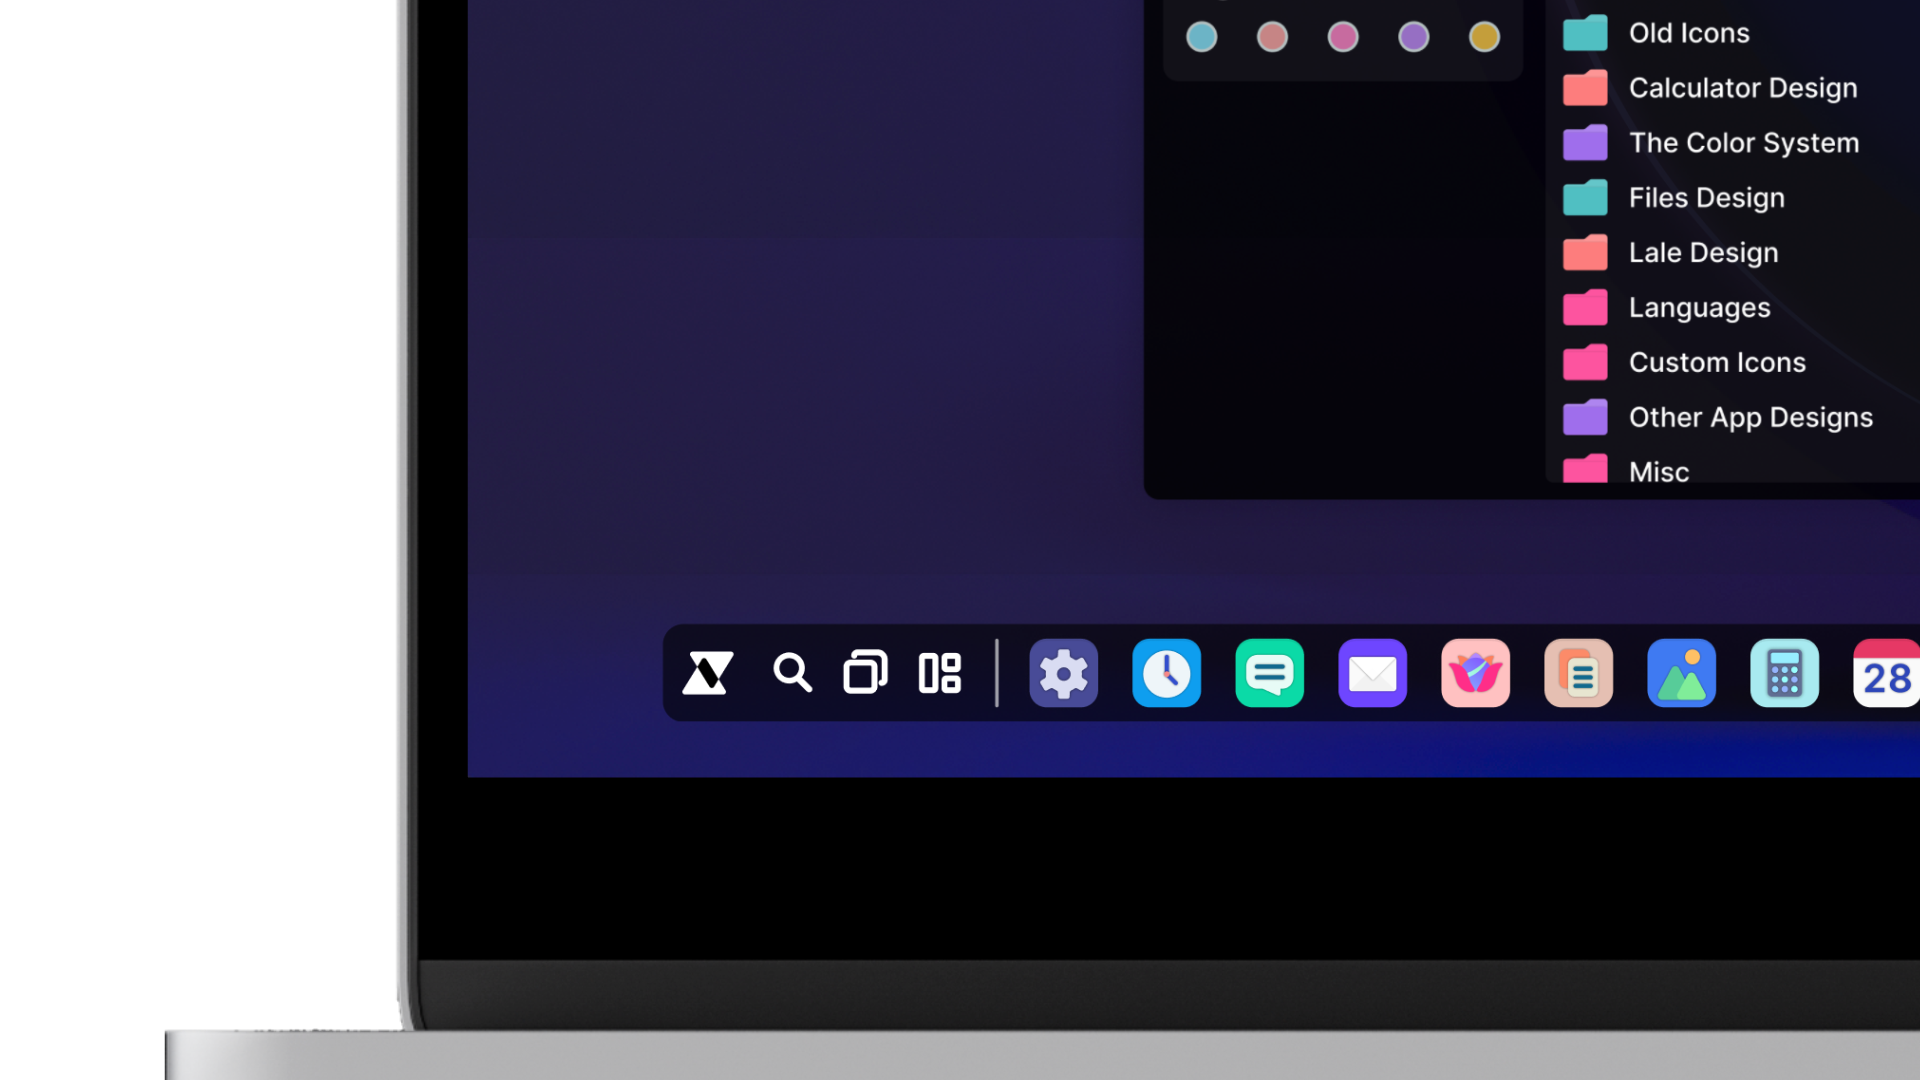 Old Icons
Calculator Design
The Color System
Files Design
Lale Design
Languages
Custom Icons
Other App Designs
Misc
28